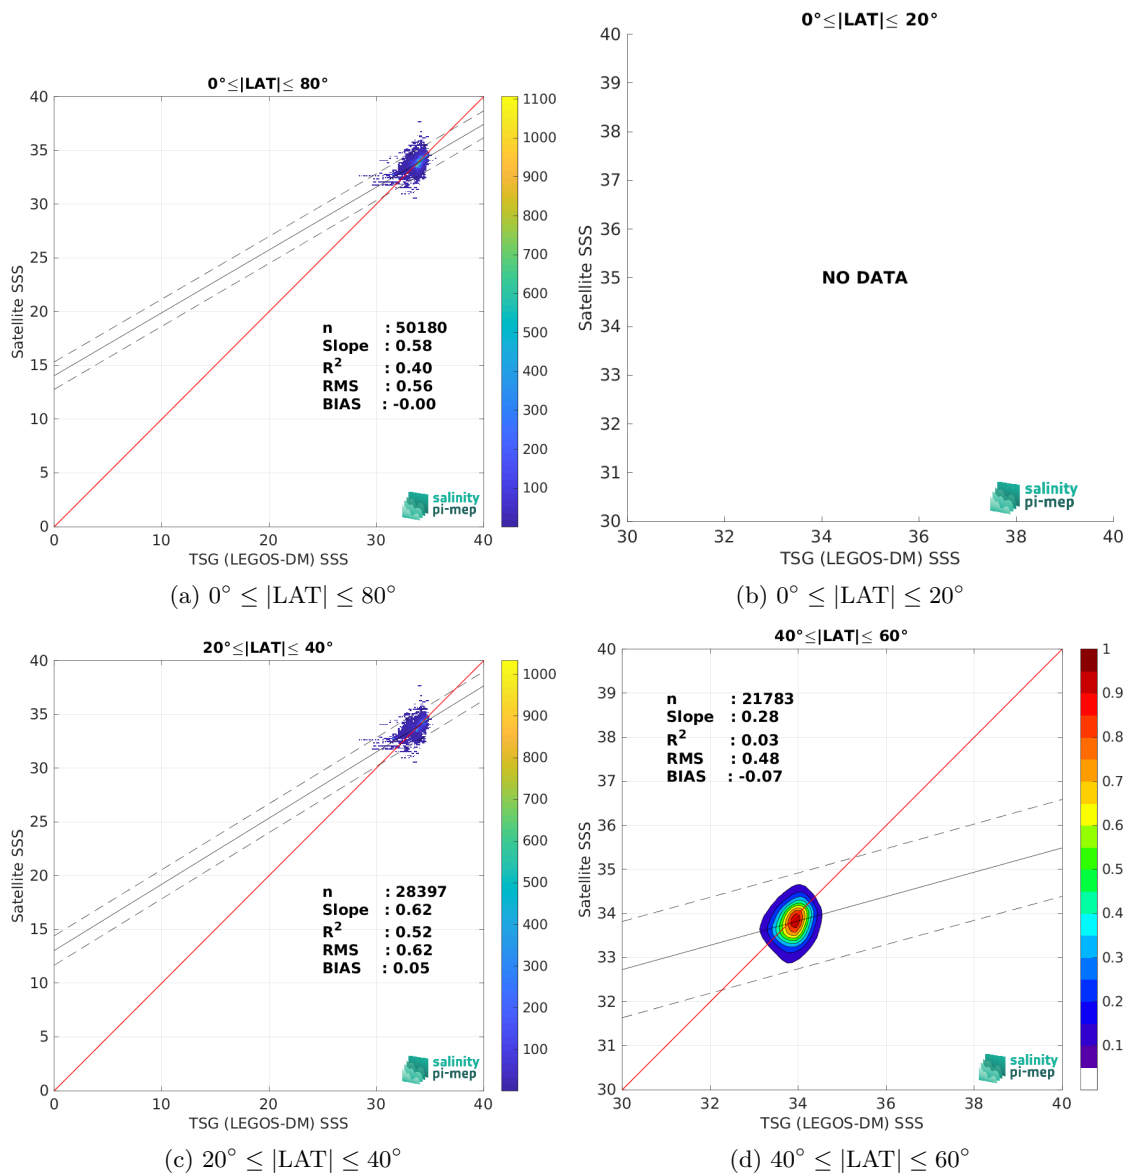 0°≤|LAT|≤ 80°
40
35
30
25
20
15
10
5
0
Satellite SSS
n : 50180
Slope : 0.58
R² : 0.40
RMS : 0.56
BIAS : -0.00
salinity
pi-mep
0 10 20 30 40
TSG (LEGOS-DM) SSS
1100
1000
900
800
700
600
500
400
300
200
100
(a) 0° ≤ |LAT| ≤ 80°
0°≤|LAT|≤ 20°
40
39
38
37
36
35
34
33
32
31
30
Satellite SSS
NO DATA
salinity
pi-mep
30 32 34 36 38 40
TSG (LEGOS-DM) SSS
(b) 0° ≤ |LAT| ≤ 20°
20°≤|LAT|≤ 40°
40
35
30
25
20
15
10
5
0
Satellite SSS
n : 28397
Slope : 0.62
R² : 0.52
RMS : 0.62
BIAS : 0.05
salinity
pi-mep
0 10 20 30 40
TSG (LEGOS-DM) SSS
1000
900
800
700
600
500
400
300
200
100
(c) 20° ≤ |LAT| ≤ 40°
40°≤|LAT|≤ 60°
40
39
38
37
36
35
34
33
32
31
30
Satellite SSS
n : 21783
Slope : 0.28
R² : 0.03
RMS : 0.48
BIAS : -0.07
salinity
pi-mep
30 32 34 36 38 40
TSG (LEGOS-DM) SSS
1
0.9
0.8
0.7
0.6
0.5
0.4
0.3
0.2
0.1
(d) 40° ≤ |LAT| ≤ 60°